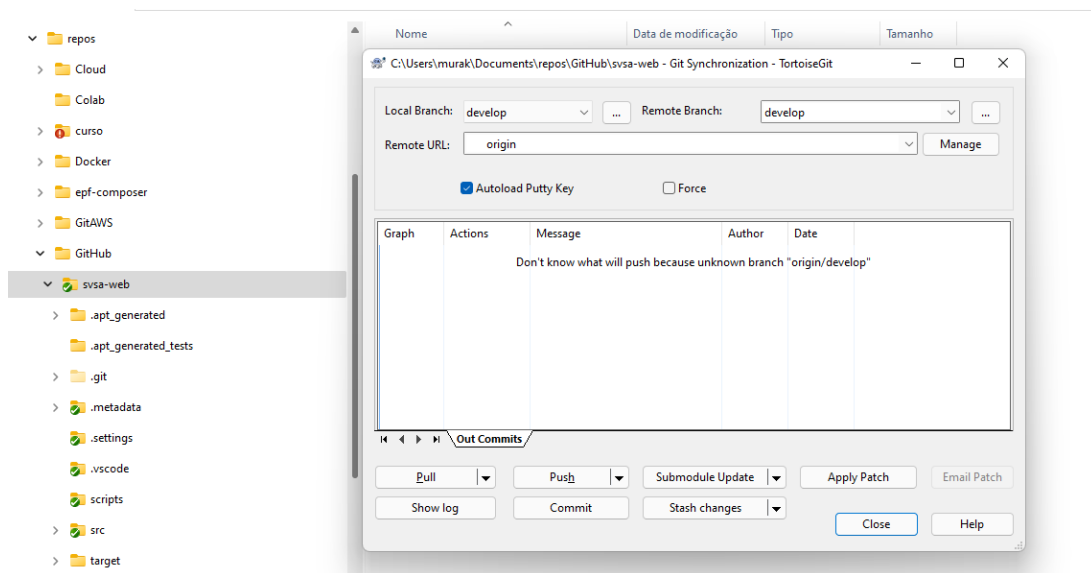 repos
Cloud
Colab
curso
Docker
epf-composer
GitAWS
GitHub
svsa-web
.apt_generated
.apt_generated_tests
.git
.metadata
.settings
.vscode
scripts
src
target
Nome Data de modificação Tipo Tamanho
C:\Users\murak\Documents\repos\GitHub\svsa-web - Git Synchronization - TortoiseGit
Local Branch: develop ... Remote Branch: develop ...
Remote URL: origin Manage
Autoload Putty Key Force
Graph Actions Message Author Date
Don't know what will push because unknown branch "origin/develop"
Out Commits
Pull Push Submodule Update Apply Patch Email Patch
Show log Commit Stash changes
Close Help